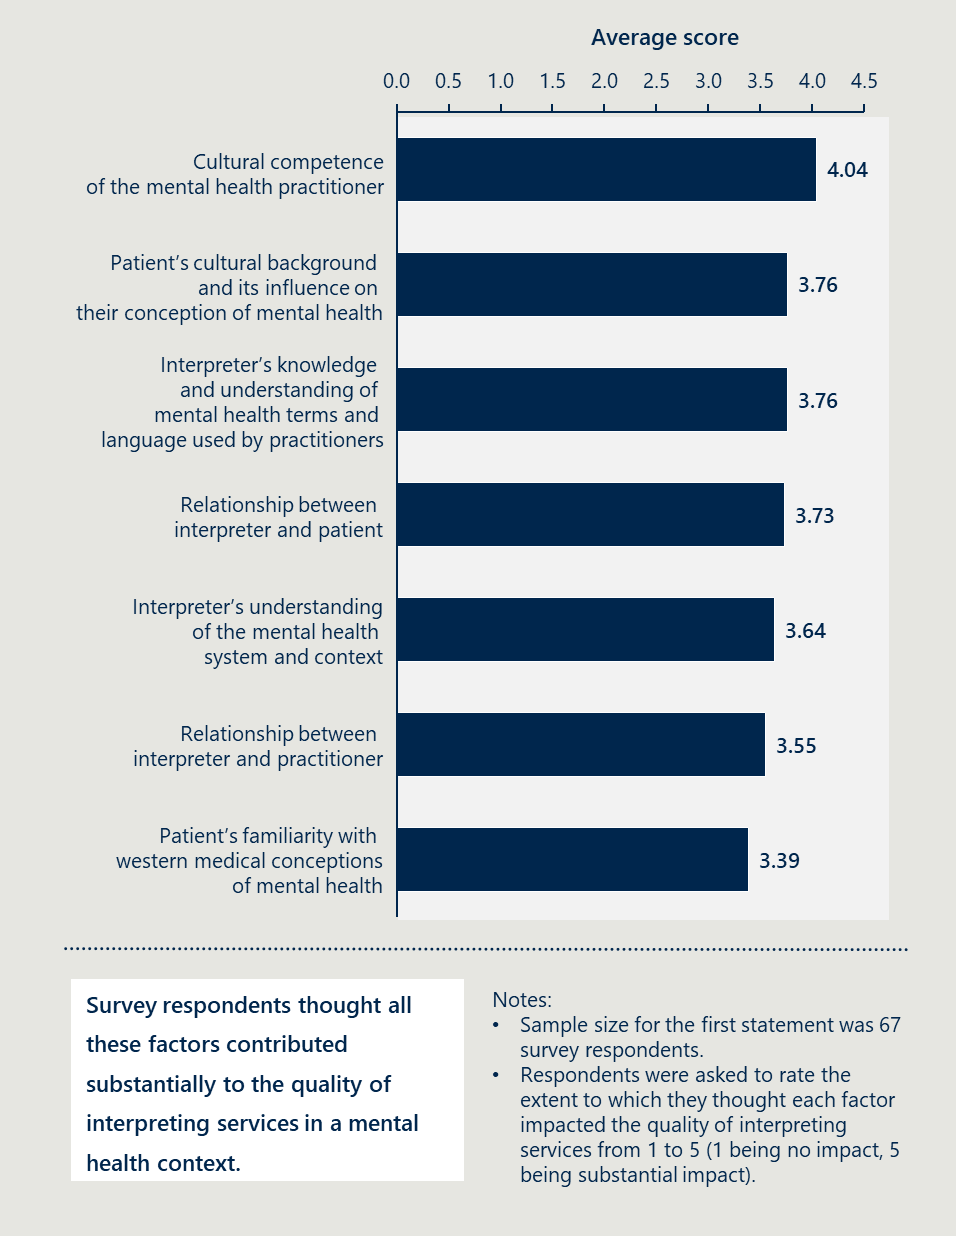 Average score
0.0 0.5 1.0 1.5 2.0 2.5 3.0 3.5 4.0 4.5
Cultural competence
of the mental health practitioner
4.04
Patient’s cultural background
and its influence on
their conception of mental health
3.76
Interpreter’s knowledge
and understanding of
mental health terms and
language used by practitioners
3.76
Relationship between
interpreter and patient
3.73
Interpreter’s understanding
of the mental health
system and context
3.64
Relationship between
interpreter and practitioner
3.55
Patient’s familiarity with
western medical conceptions
of mental health
3.39
Survey respondents thought all
these factors contributed
substantially to the quality of
interpreting services in a mental
health context.
Notes:
• Sample size for the first statement was 67
survey respondents.
• Respondents were asked to rate the
extent to which they thought each factor
impacted the quality of interpreting
services from 1 to 5 (1 being no impact, 5
being substantial impact).